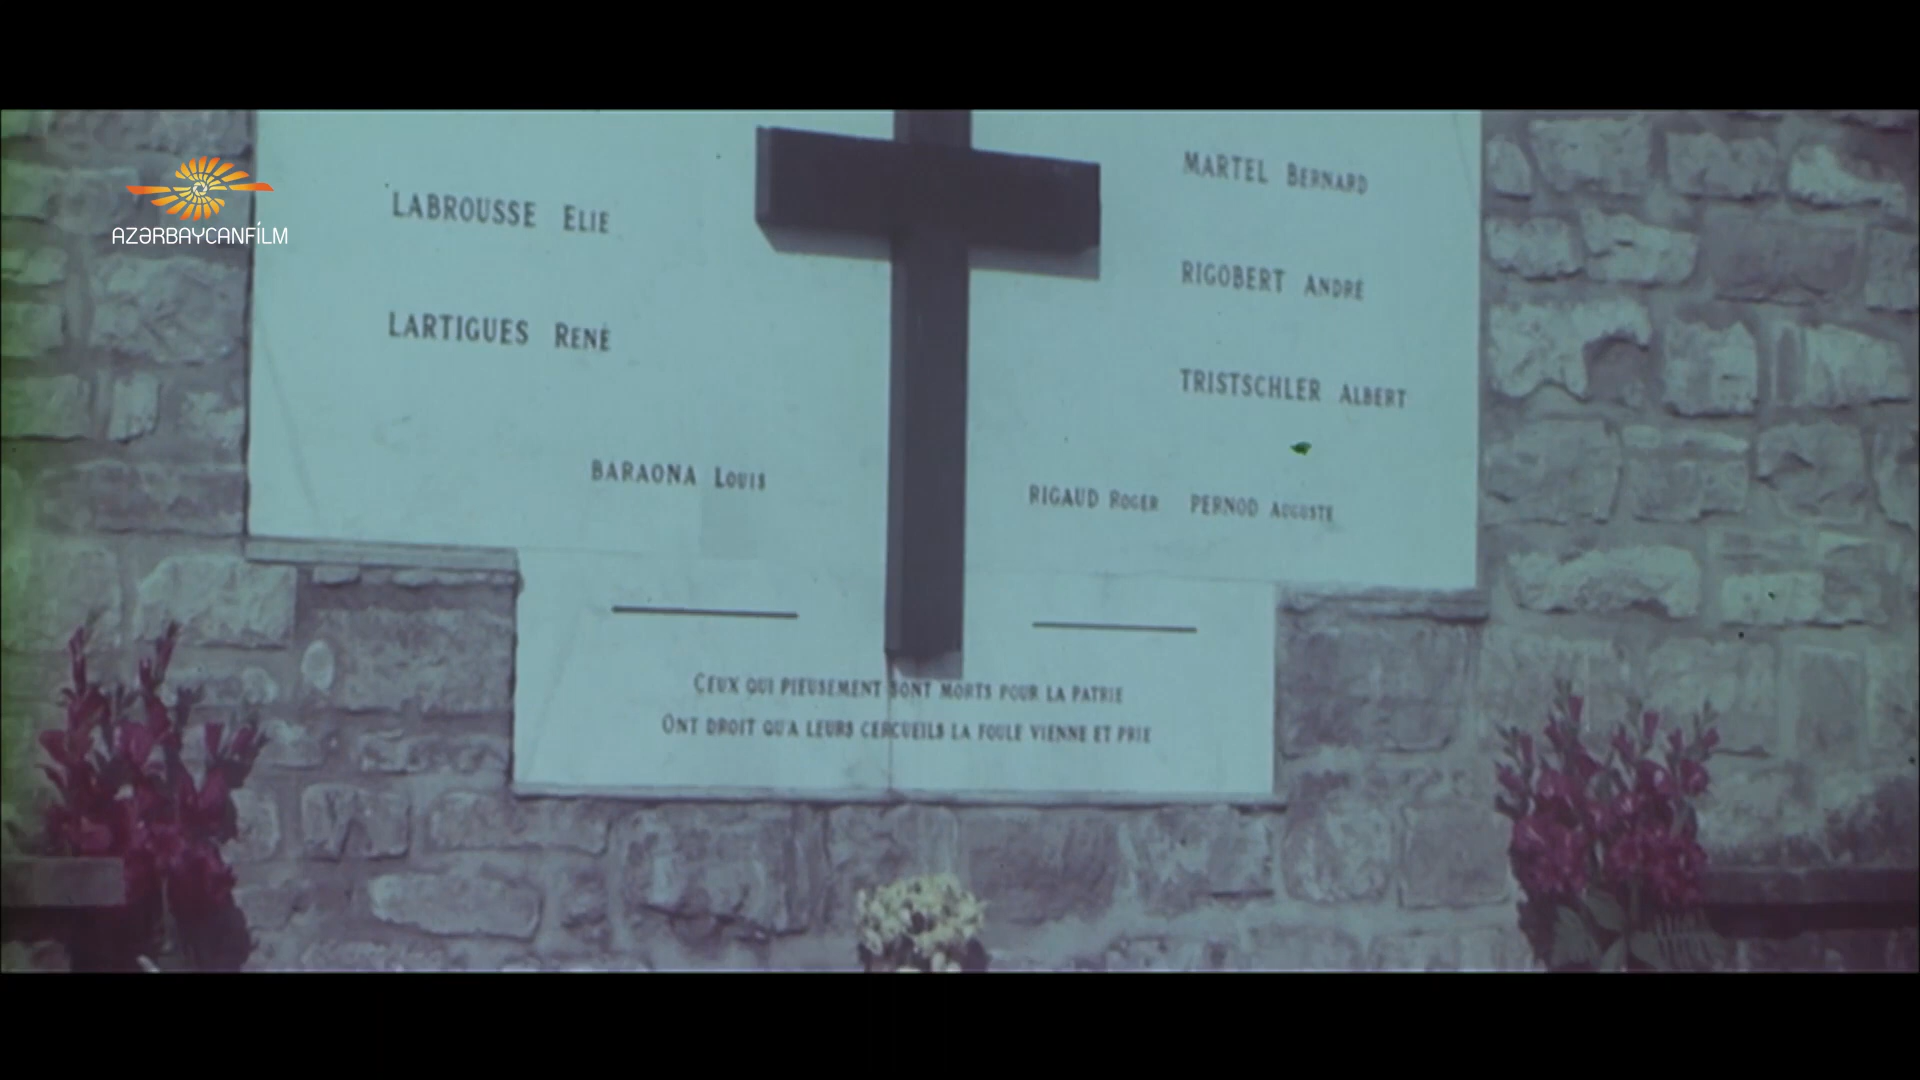 AZƏRBAYCANFİLM
LABROUSSE ELIE
LARTIGUES RENÉ
BARAONA LOUIS
MARTEL BERNARD
RIGOBERT ANDRÉ
TRISTSCHLER ALBERT
RIGAUD ROGER PERNOD AUGUSTE
CEUX QUI PIEUSEMENT SONT MORTS POUR LA PATRIE
ONT DROIT QU'A LEURS CERCUEILS LA FOULE VIENNE ET PRIE